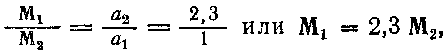 M₁/M₂ = a₂/a₁ = 2,3/1 или M₁ = 2,3 M₂,